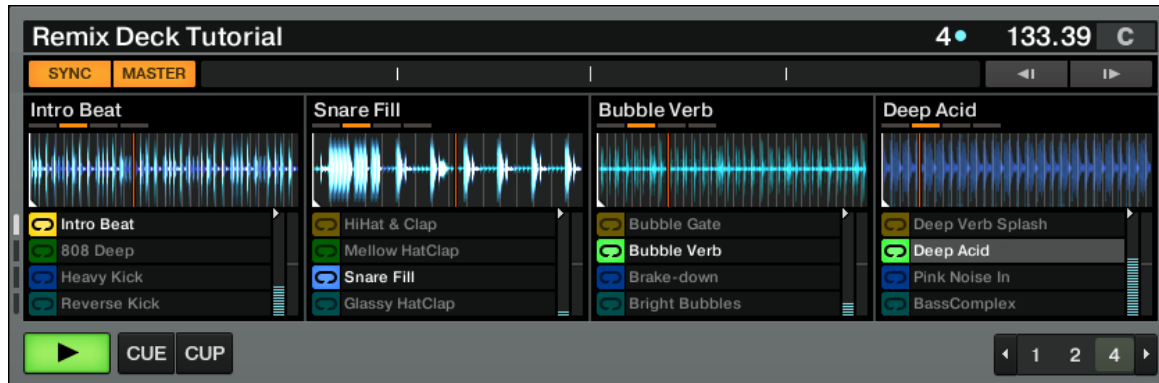 Remix Deck Tutorial 4 133.39 C
SYNC MASTER
Intro Beat Snare Fill Bubble Verb Deep Acid
Intro Beat HiHat & Clap Bubble Gate Deep Verb Splash
808 Deep Mellow HatClap Bubble Verb Deep Acid
Heavy Kick Snare Fill Brake-down Pink Noise In
Reverse Kick Glassy HatClap Bright Bubbles BassComplex
CUE CUP 1 2 4